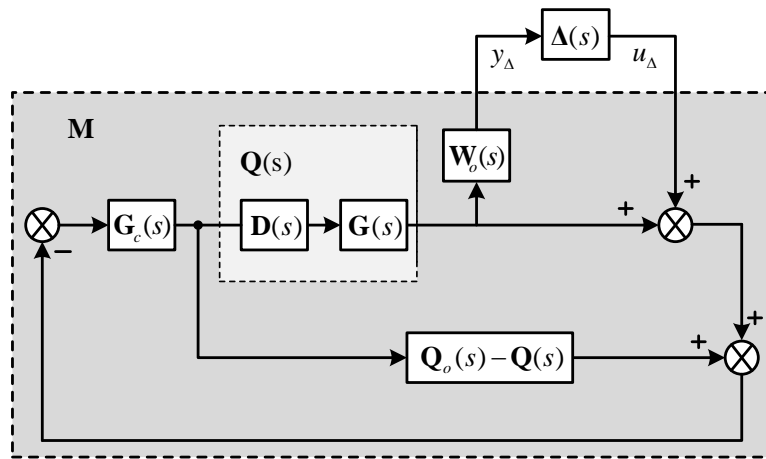 Δ(s)
y_Δ
u_Δ
M
W_o(s)
Q(s)
+
+
G_c(s)
D(s)
G(s)
−
+
+
Q_o(s)−Q(s)